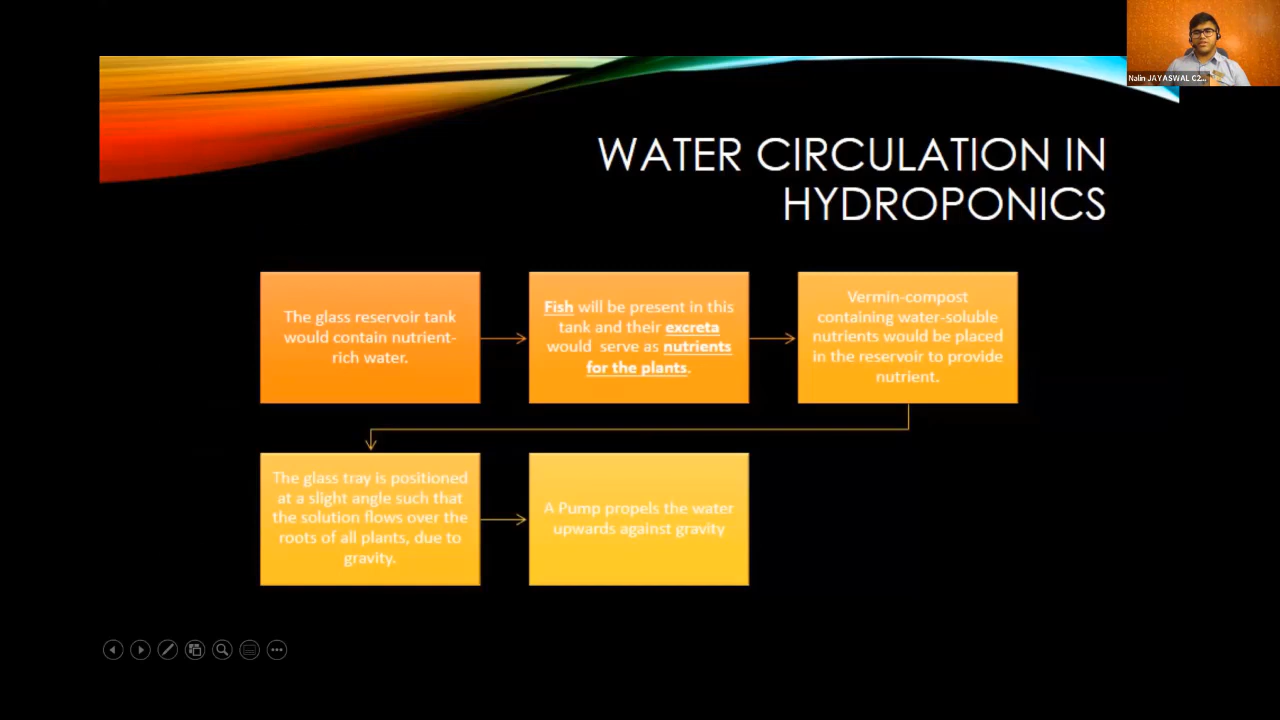 Nalin JAYASWAL C2...
WATER CIRCULATION IN
HYDROPONICS
The glass reservoir tank
would contain nutrient-
rich water.
Fish will be present in this
tank and their excreta
would serve as nutrients
for the plants.
Vermin-compost
containing water-soluble
nutrients would be placed
in the reservoir to provide
nutrient.
The glass tray is positioned
at a slight angle such that
the solution flows over the
roots of all plants, due to
gravity.
A Pump propels the water
upwards against gravity